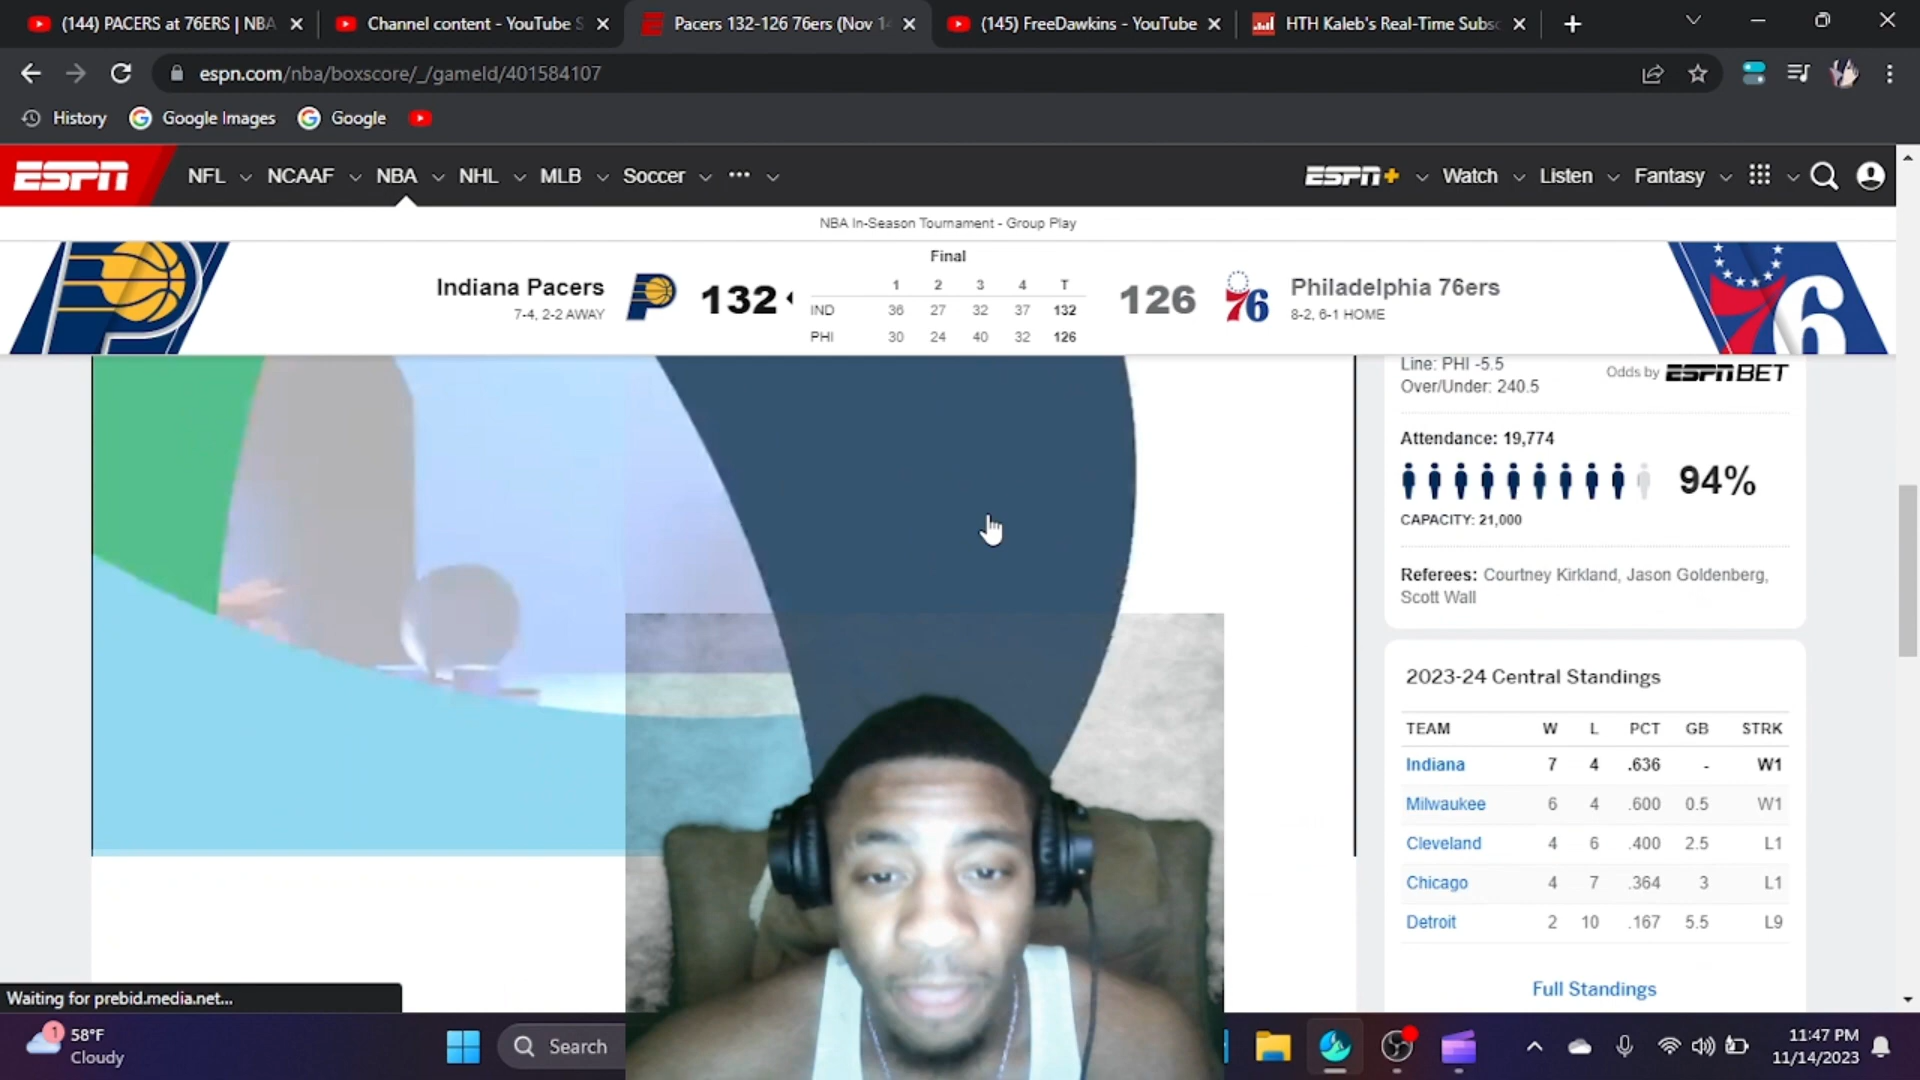 (144) PACERS at 76ERS | NBA
Channel content - YouTube S
Pacers 132-126 76ers (Nov 14
(145) FreeDawkins - YouTube
HTH Kaleb's Real-Time Subsc
espn.com/nba/boxscore/_/gameId/401584107
History
Google Images
Google
ESPN
NFL
NCAAF
NBA
NHL
MLB
Soccer
ESPN+
Watch
Listen
Fantasy
NBA In-Season Tournament - Group Play
Final
Indiana Pacers
7-4, 2-2 AWAY
132
1 2 3 4 T
IND 36 27 32 37 132
PHI 30 24 40 32 126
126
76
Philadelphia 76ers
8-2, 6-1 HOME
76
Line: PHI -5.5
Over/Under: 240.5
Odds by ESPN BET
Attendance: 19,774
94%
CAPACITY: 21,000
Referees: Courtney Kirkland, Jason Goldenberg,
Scott Wall
2023-24 Central Standings
TEAM W L PCT GB STRK
Indiana 7 4 .636 - W1
Milwaukee 6 4 .600 0.5 W1
Cleveland 4 6 .400 2.5 L1
Chicago 4 7 .364 3 L1
Detroit 2 10 .167 5.5 L9
Full Standings
Waiting for prebid.media.net...
1
58°F
Cloudy
Search
11:47 PM
11/14/2023